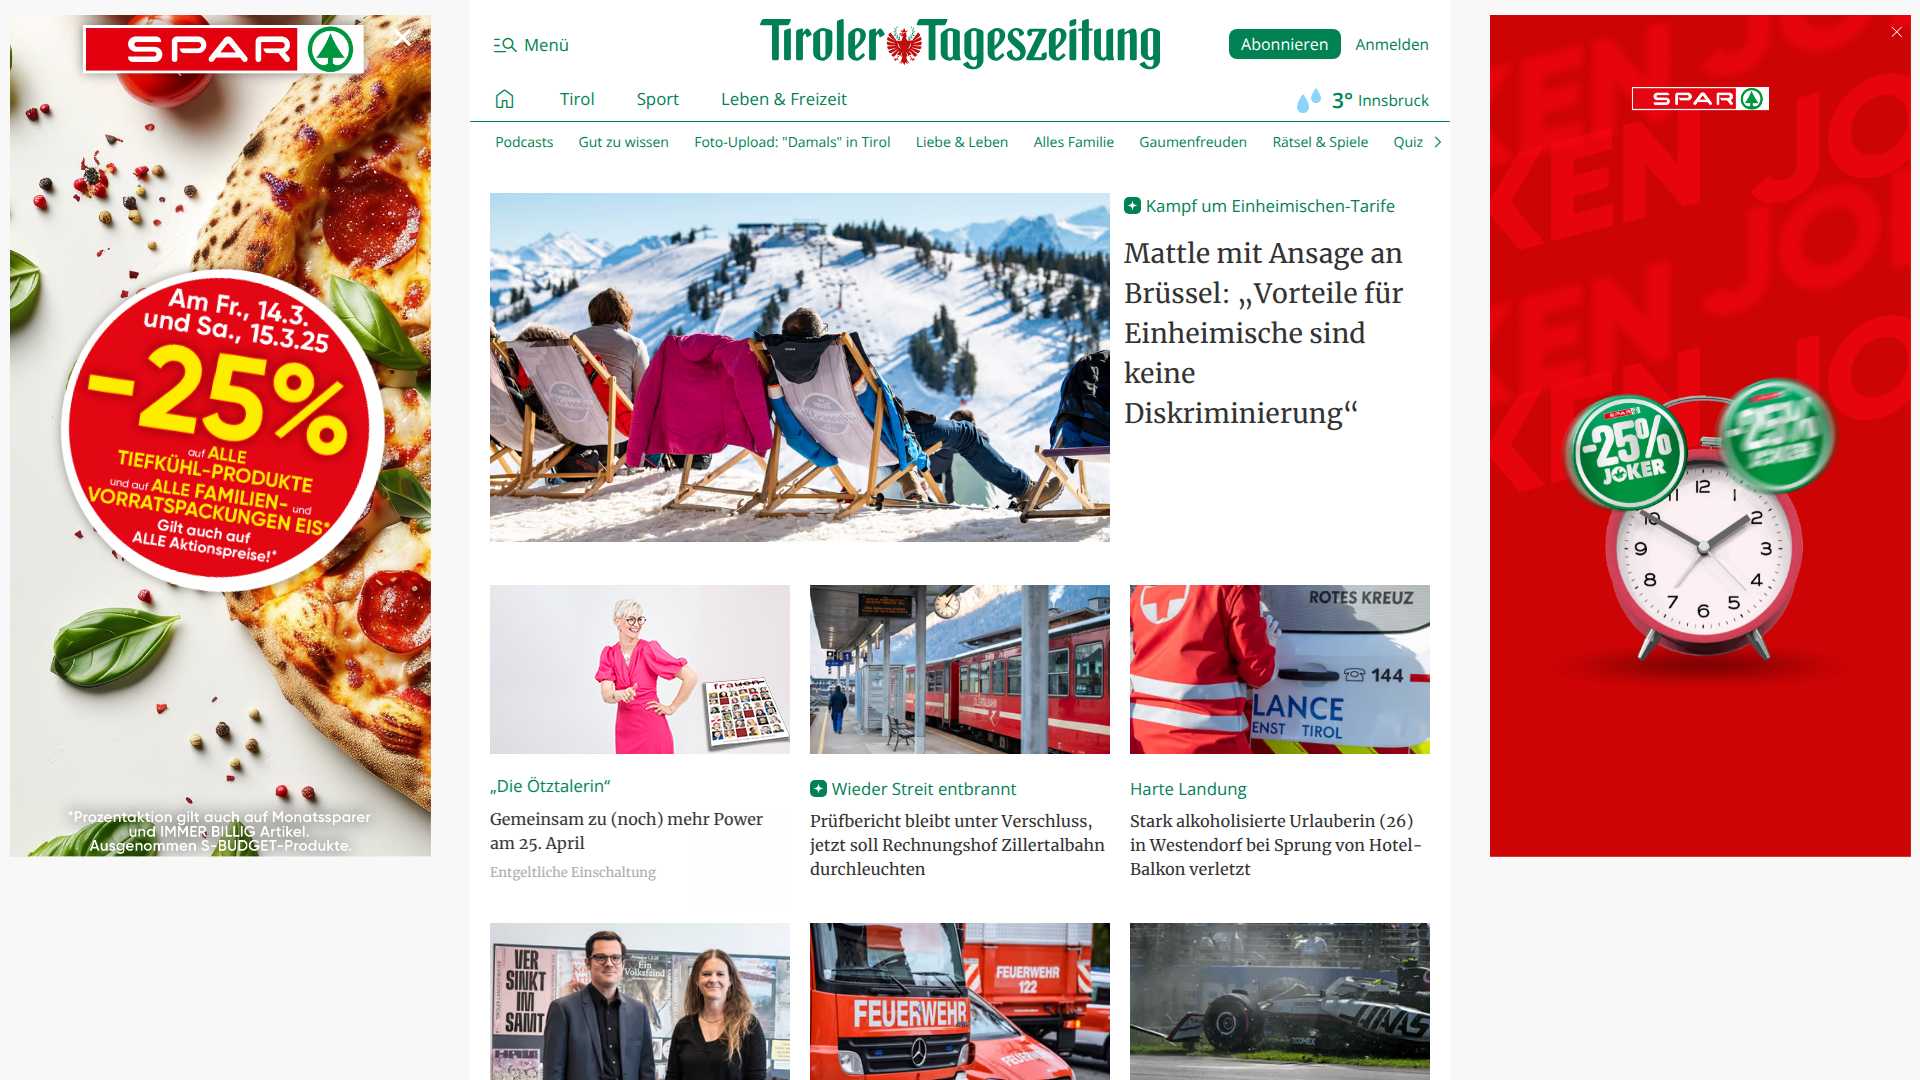 Menü
Tiroler Tageszeitung
Abonnieren
Anmelden
Tirol
Sport
Leben & Freizeit
3° Innsbruck
Podcasts
Gut zu wissen
Foto-Upload: "Damals" in Tirol
Liebe & Leben
Alles Familie
Gaumenfreuden
Rätsel & Spiele
Quiz
SPAR
Am Fr., 14.3.
und Sa., 15.3.25
-25%
auf ALLE
TIEFKÜHL-PRODUKTE
und auf ALLE FAMILIEN- und
VORRATSPACKUNGEN EIS*
Gilt auch auf
ALLE Aktionspreise!*
*Prozentaktion gilt auch auf Monatssparer
und IMMER BILLIG Artikel.
Ausgenommen S-BUDGET-Produkte.
Kampf um Einheimischen-Tarife
Mattle mit Ansage an
Brüssel: „Vorteile für
Einheimische sind
keine
Diskriminierung“
frauen
ROTES KREUZ
144
LANCE
ENST TIROL
„Die Ötztalerin“
Gemeinsam zu (noch) mehr Power
am 25. April
Entgeltliche Einschaltung
Wieder Streit entbrannt
Prüfbericht bleibt unter Verschluss,
jetzt soll Rechnungshof Zillertalbahn
durchleuchten
Harte Landung
Stark alkoholisierte Urlauberin (26)
in Westendorf bei Sprung von Hotel-
Balkon verletzt
VER
SINKT
IM
SAMT
Ein
Volksfeind
FEUERWEHR
122
FEUERWEHR
HAAS
SPAR
JOKER
-25%
JOKER
-25%
JOKER
12
1
2
3
4
5
6
7
8
9
10
11